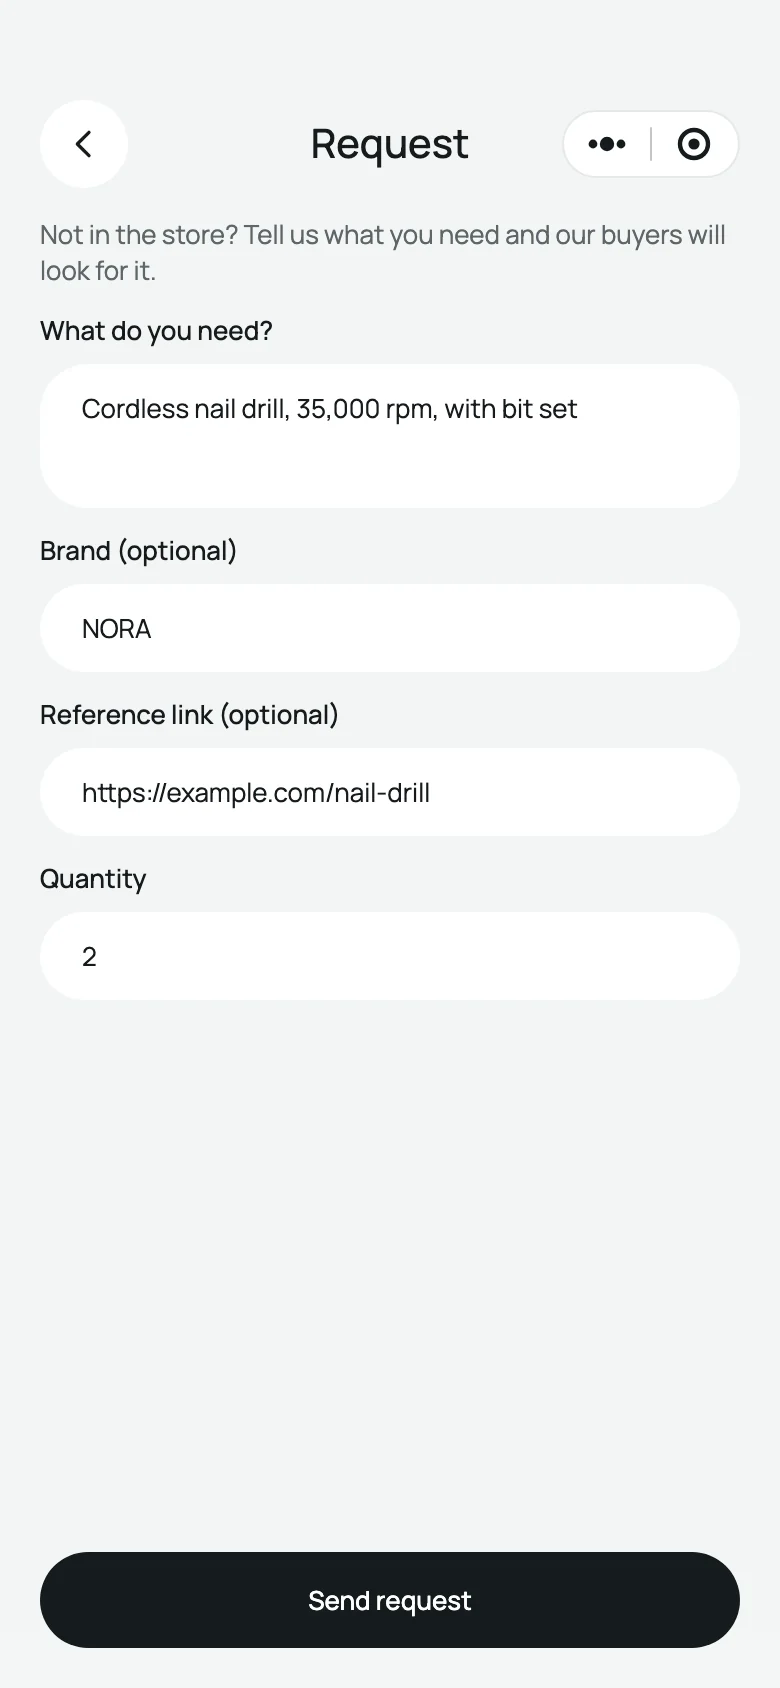 Request
Not in the store? Tell us what you need and our buyers will
look for it.
What do you need?
Cordless nail drill, 35,000 rpm, with bit set
Brand (optional)
NORA
Reference link (optional)
https://example.com/nail-drill
Quantity
2
Send request